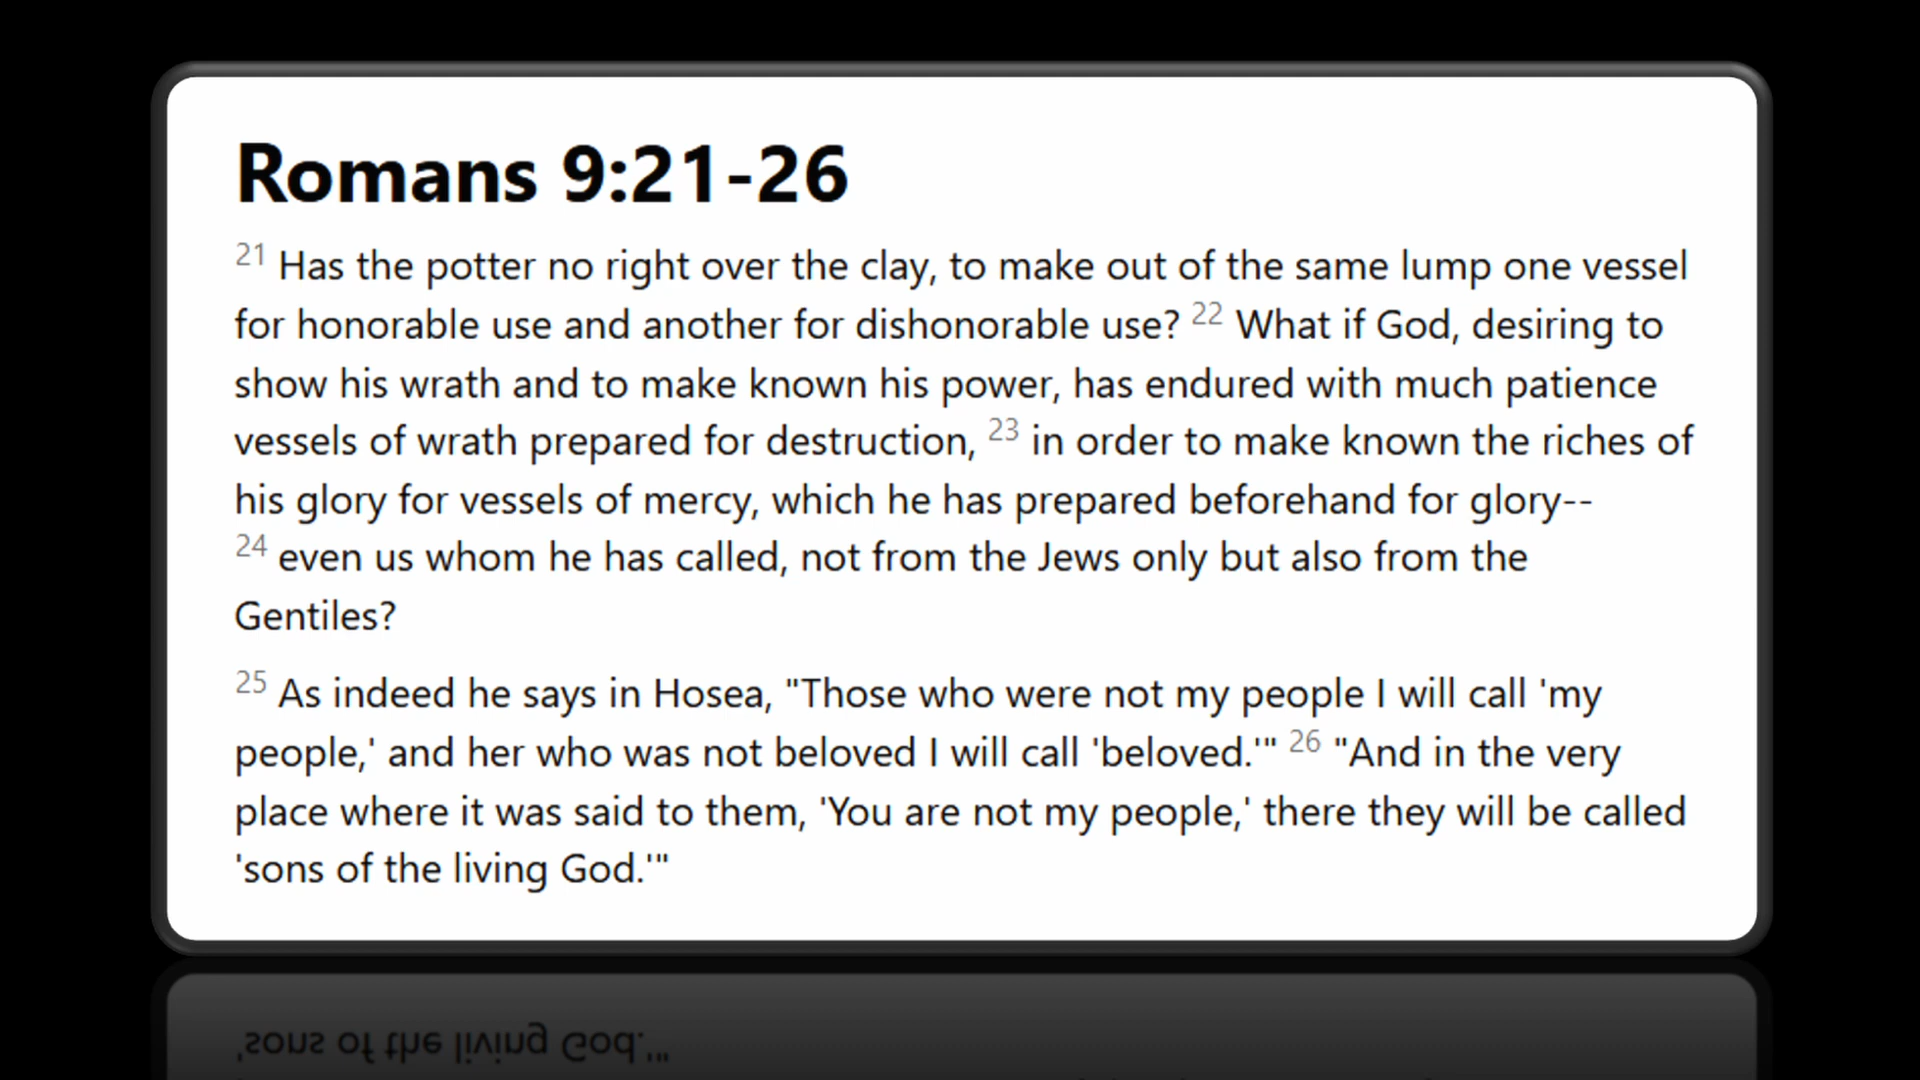 Romans 9:21-26
21 Has the potter no right over the clay, to make out of the same lump one vessel
for honorable use and another for dishonorable use? 22 What if God, desiring to
show his wrath and to make known his power, has endured with much patience
vessels of wrath prepared for destruction, 23 in order to make known the riches of
his glory for vessels of mercy, which he has prepared beforehand for glory--
24 even us whom he has called, not from the Jews only but also from the
Gentiles?
25 As indeed he says in Hosea, "Those who were not my people I will call 'my
people,' and her who was not beloved I will call 'beloved.'" 26 "And in the very
place where it was said to them, 'You are not my people,' there they will be called
'sons of the living God.'"
'sons of the living God.'"